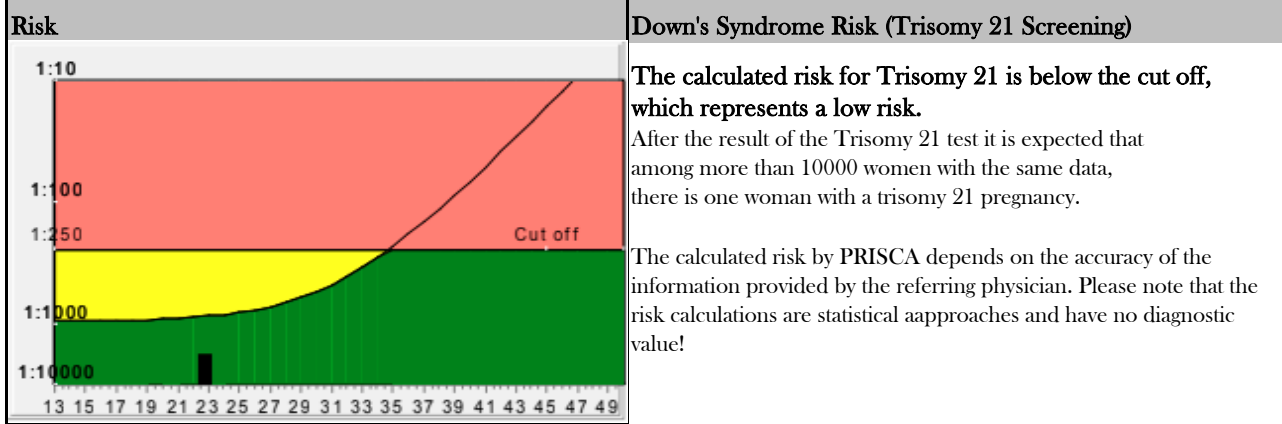 Risk
1:10
1:100
1:250
Cut off
1:1000
1:10000
13 15 17 19 21 23 25 27 29 31 33 35 37 39 41 43 45 47 49
Down's Syndrome Risk (Trisomy 21 Screening)
The calculated risk for Trisomy 21 is below the cut off,
which represents a low risk.
After the result of the Trisomy 21 test it is expected that
among more than 10000 women with the same data,
there is one woman with a trisomy 21 pregnancy.
The calculated risk by PRISCA depends on the accuracy of the
information provided by the referring physician. Please note that the
risk calculations are statistical aapproaches and have no diagnostic
value!